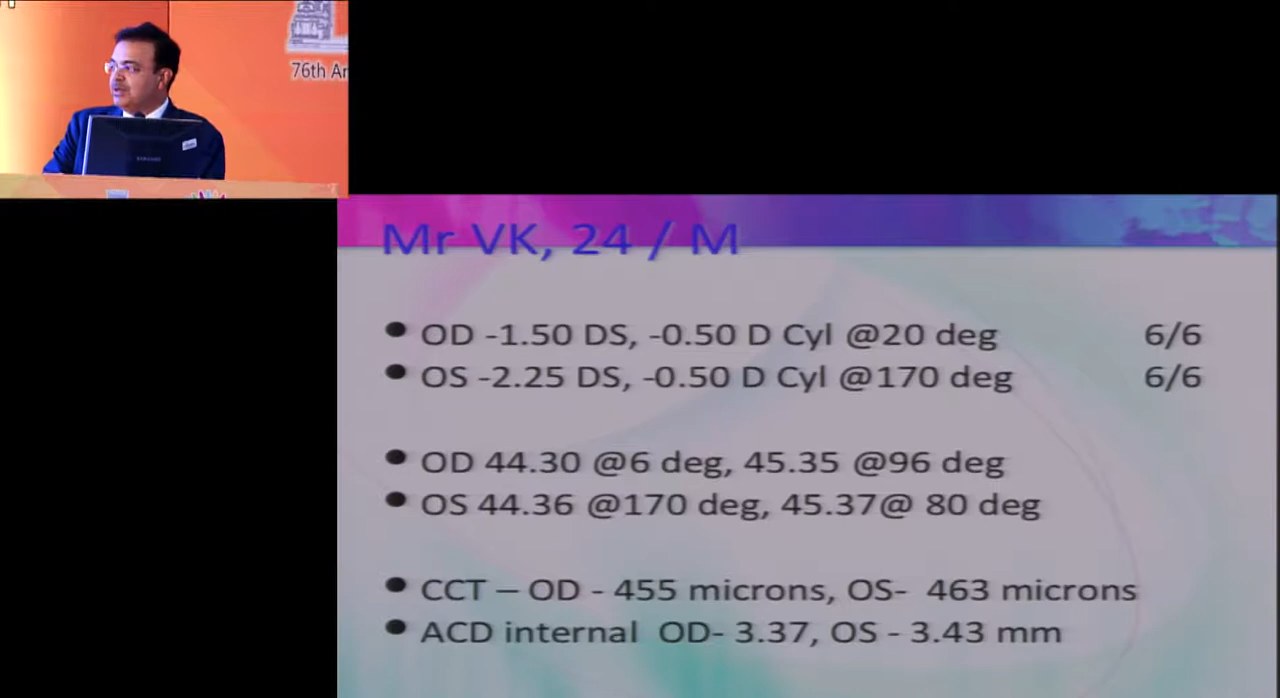 76th
SAMSUNG
Mr VK, 24 / M
● OD -1.50 DS, -0.50 D Cyl @20 deg 6/6
● OS -2.25 DS, -0.50 D Cyl @170 deg 6/6
● OD 44.30 @6 deg, 45.35 @96 deg
● OS 44.36 @170 deg, 45.37@ 80 deg
● CCT – OD - 455 microns, OS- 463 microns
● ACD internal OD- 3.37, OS - 3.43 mm